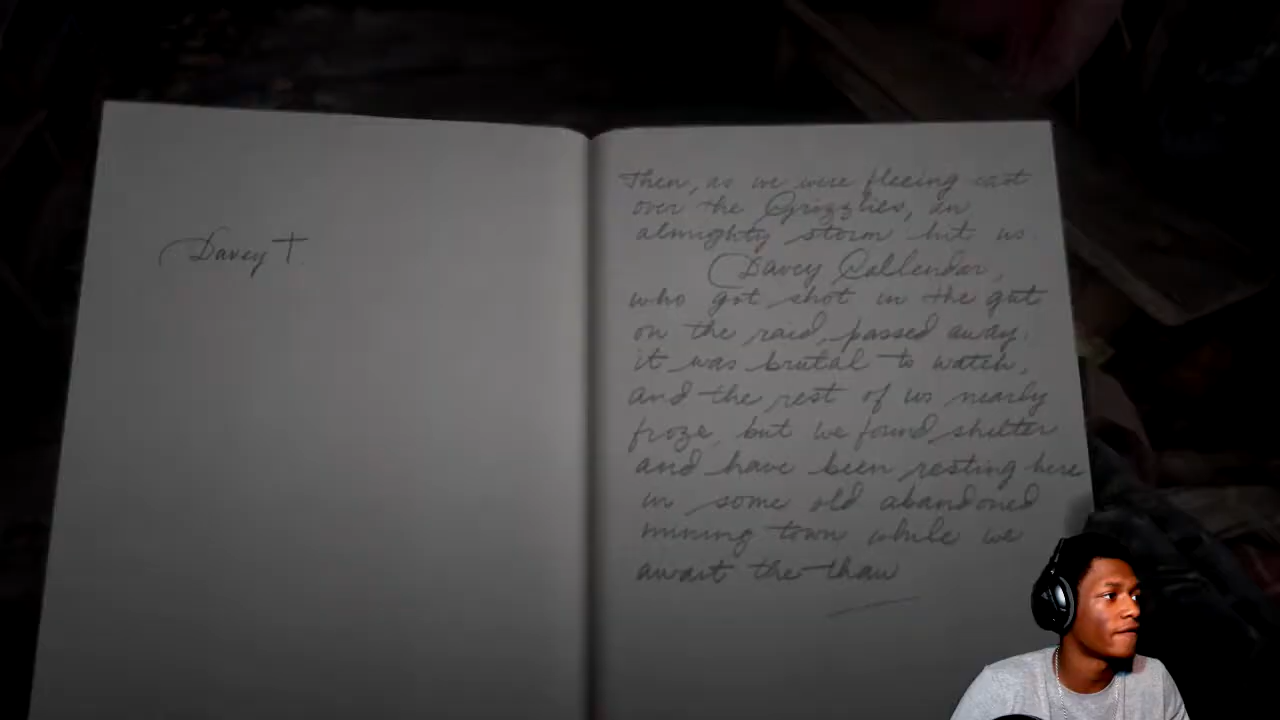 Davey T
Then, as we were fleeing east
over the Grizzlies, an
almighty storm hit us.
Davey Callendar,
who got shot in the gut
on the raid, passed away.
it was brutal to watch,
and the rest of us nearly
froze, but we found shelter
and have been resting here
in some old abandoned
mining town while we
await the thaw